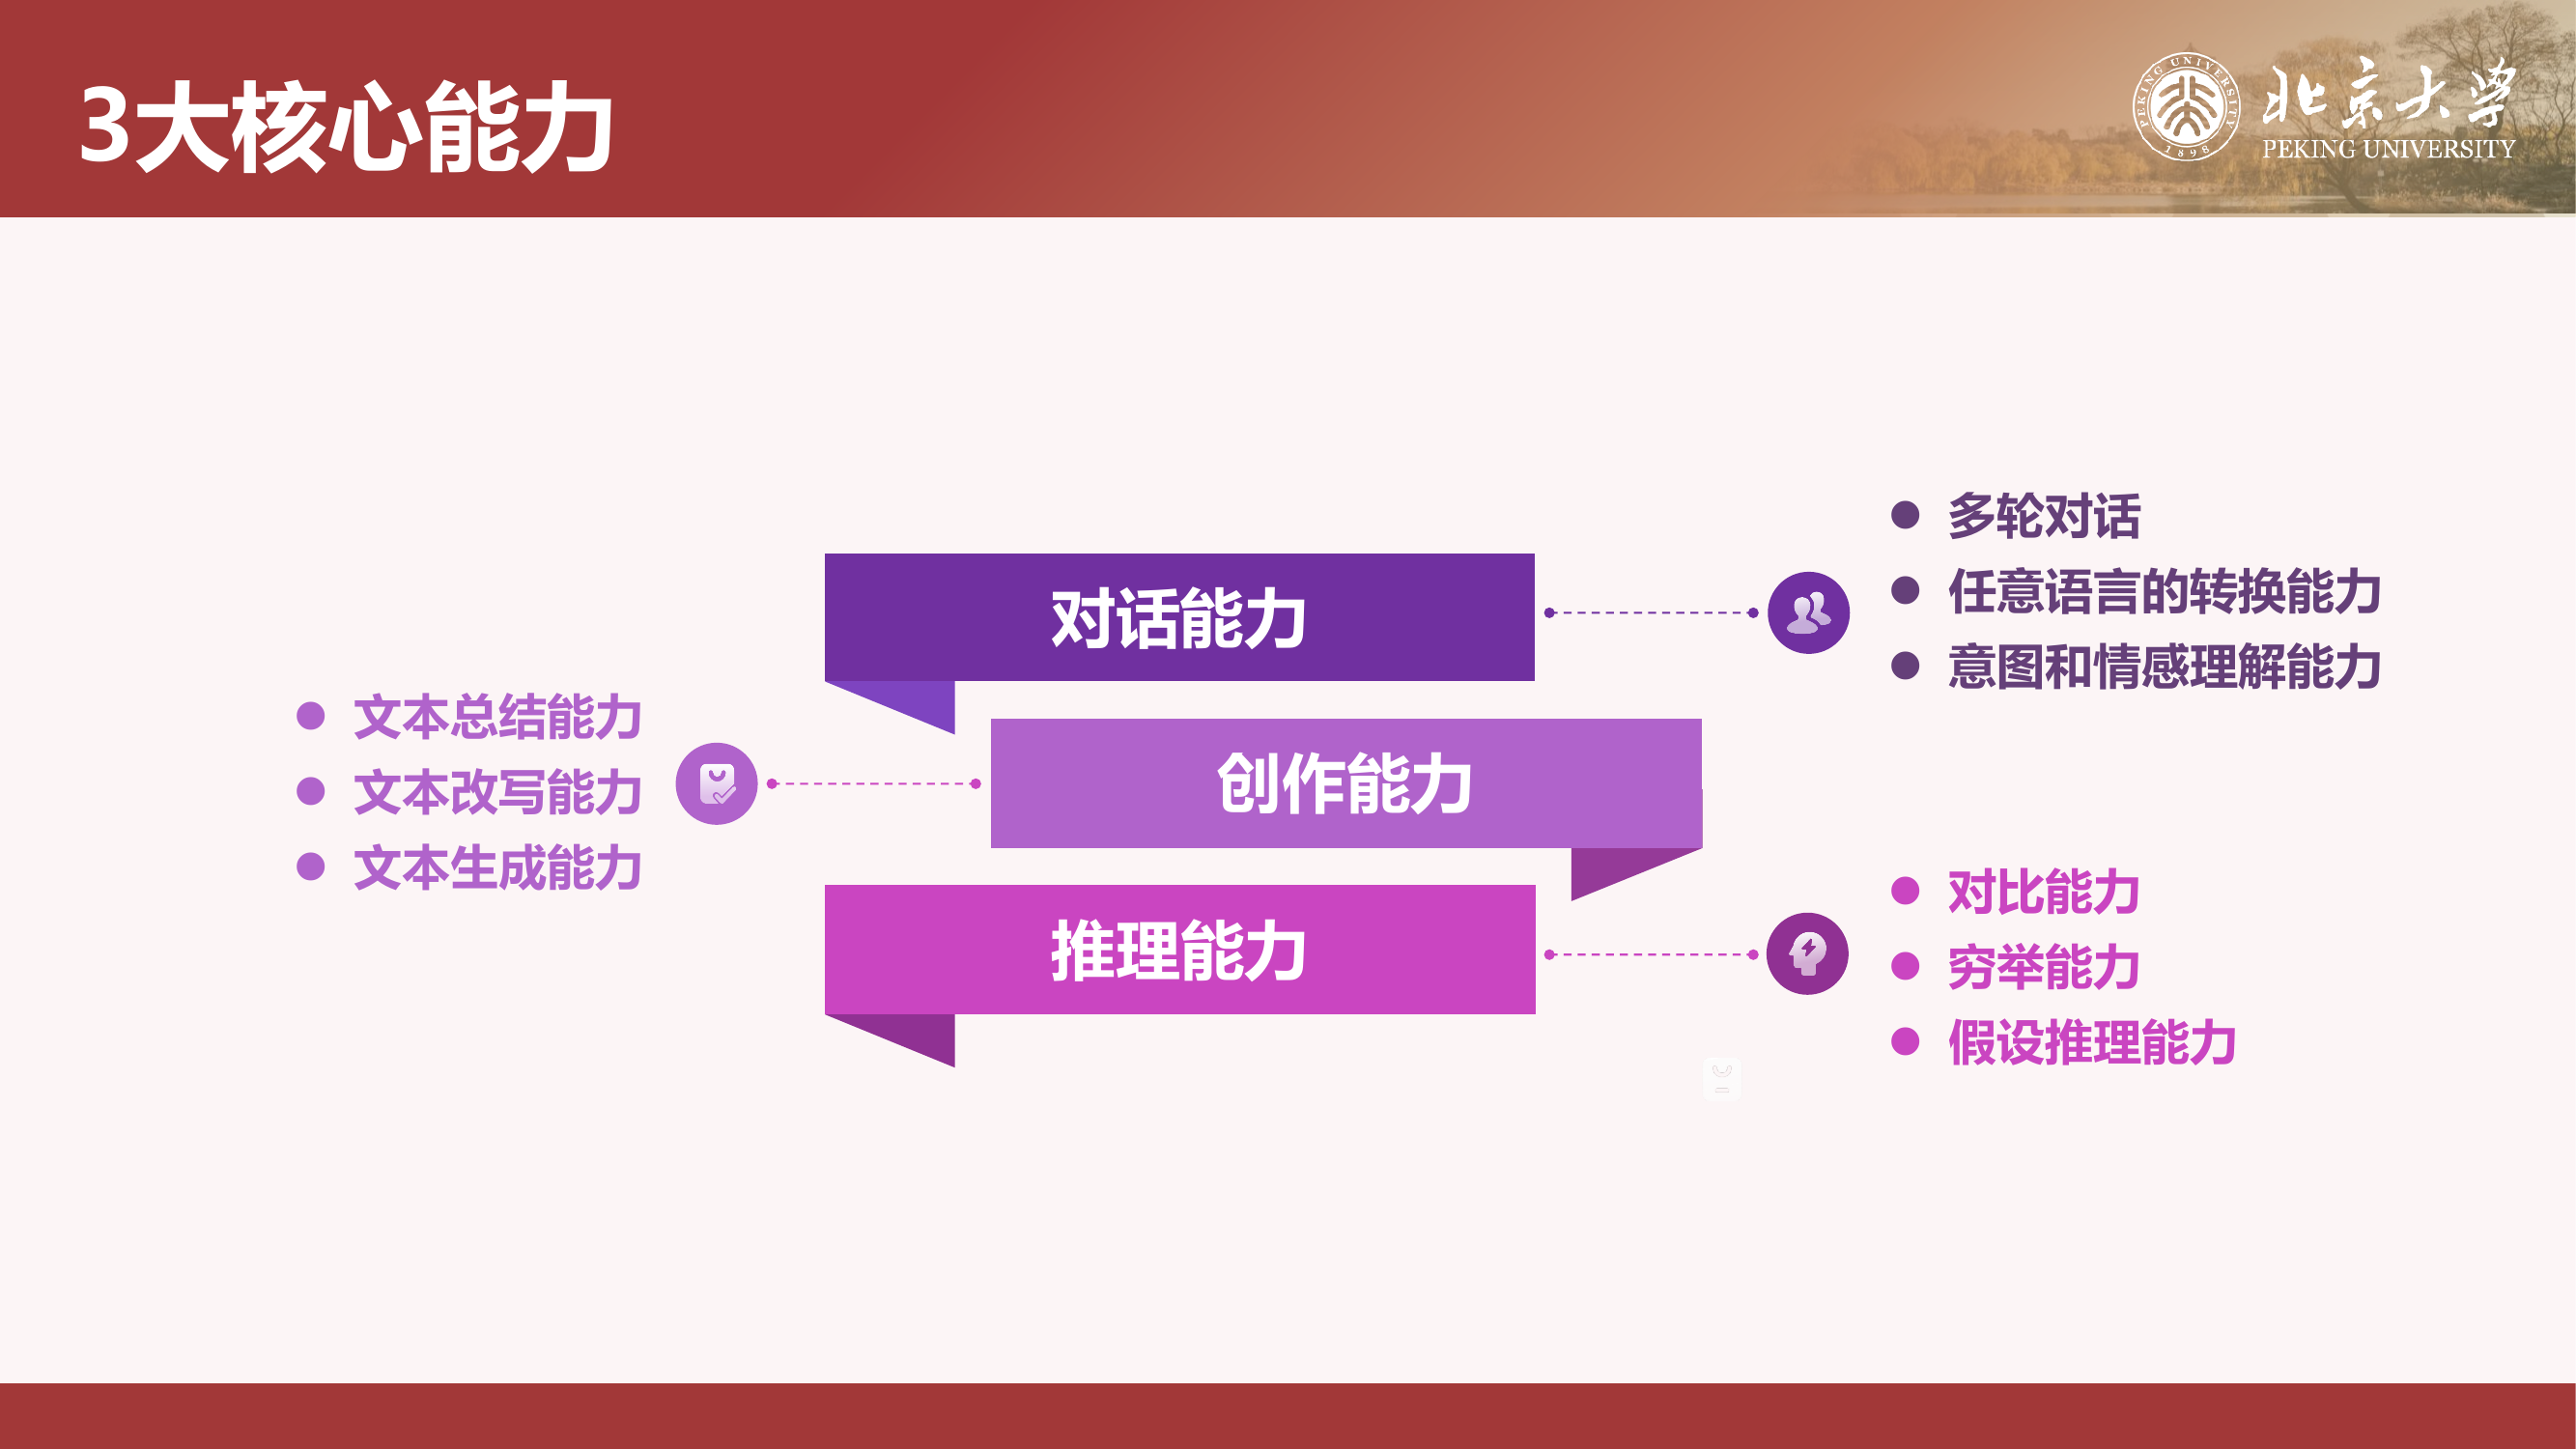 3大核心能力
PEKING UNIVERSITY
1898
北京大学
PEKING UNIVERSITY
对话能力
多轮对话
任意语言的转换能力
意图和情感理解能力
创作能力
文本总结能力
文本改写能力
文本生成能力
推理能力
对比能力
穷举能力
假设推理能力